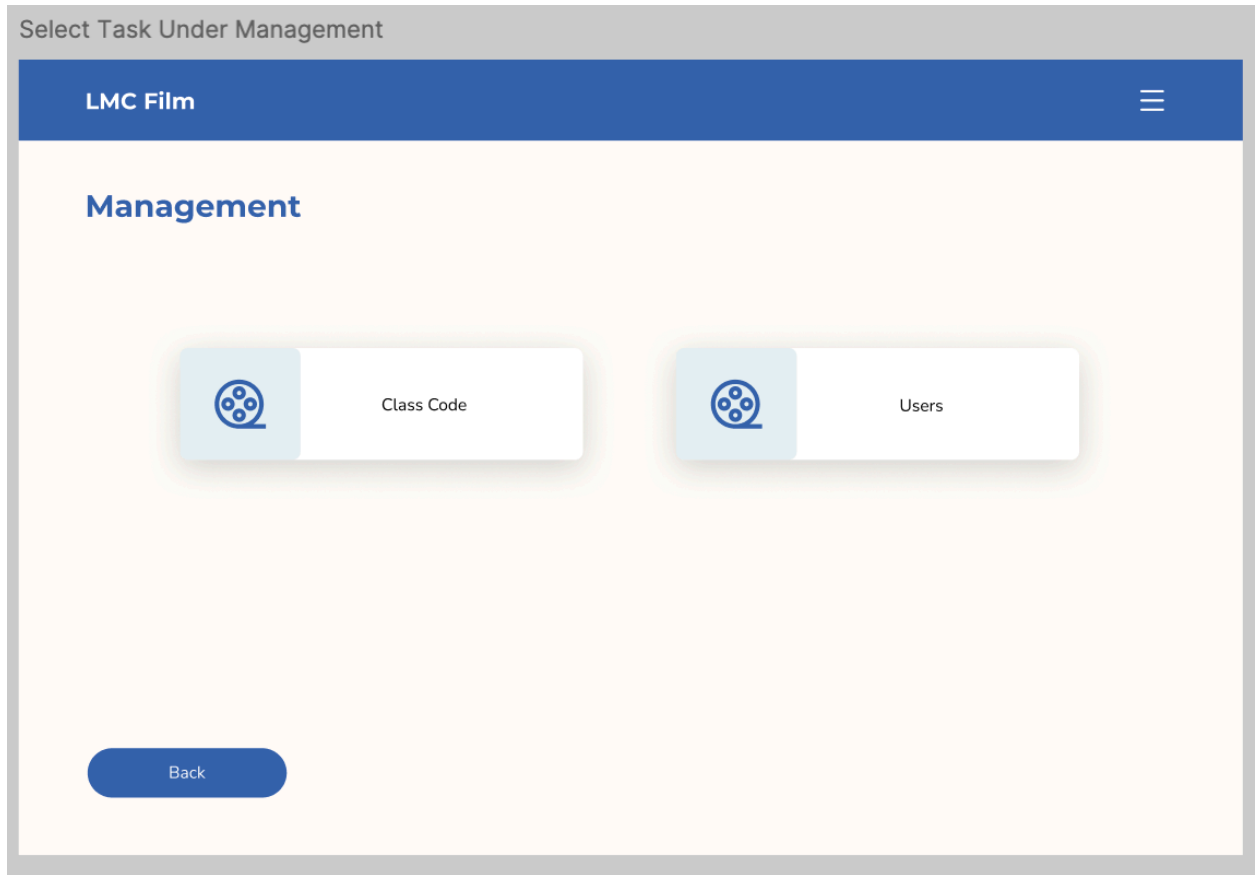 Select Task Under Management
LMC Film
Management
Class Code
Users
Back